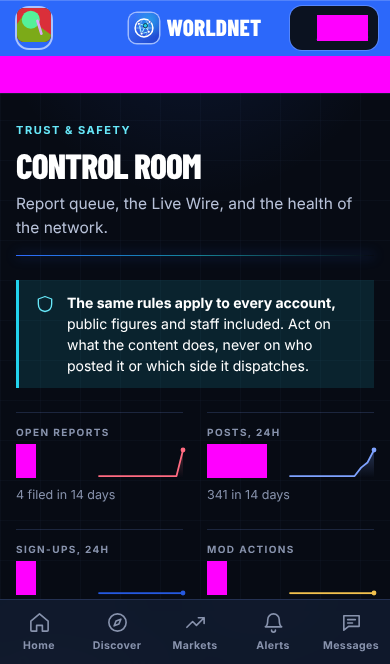 WORLDNET
TRUST & SAFETY
CONTROL ROOM
Report queue, the Live Wire, and the health of
the network.
The same rules apply to every account,
public figures and staff included. Act on
what the content does, never on who
posted it or which side it dispatches.
OPEN REPORTS
POSTS, 24H
4 filed in 14 days
341 in 14 days
SIGN-UPS, 24H
MOD ACTIONS
Home
Discover
Markets
Alerts
Messages